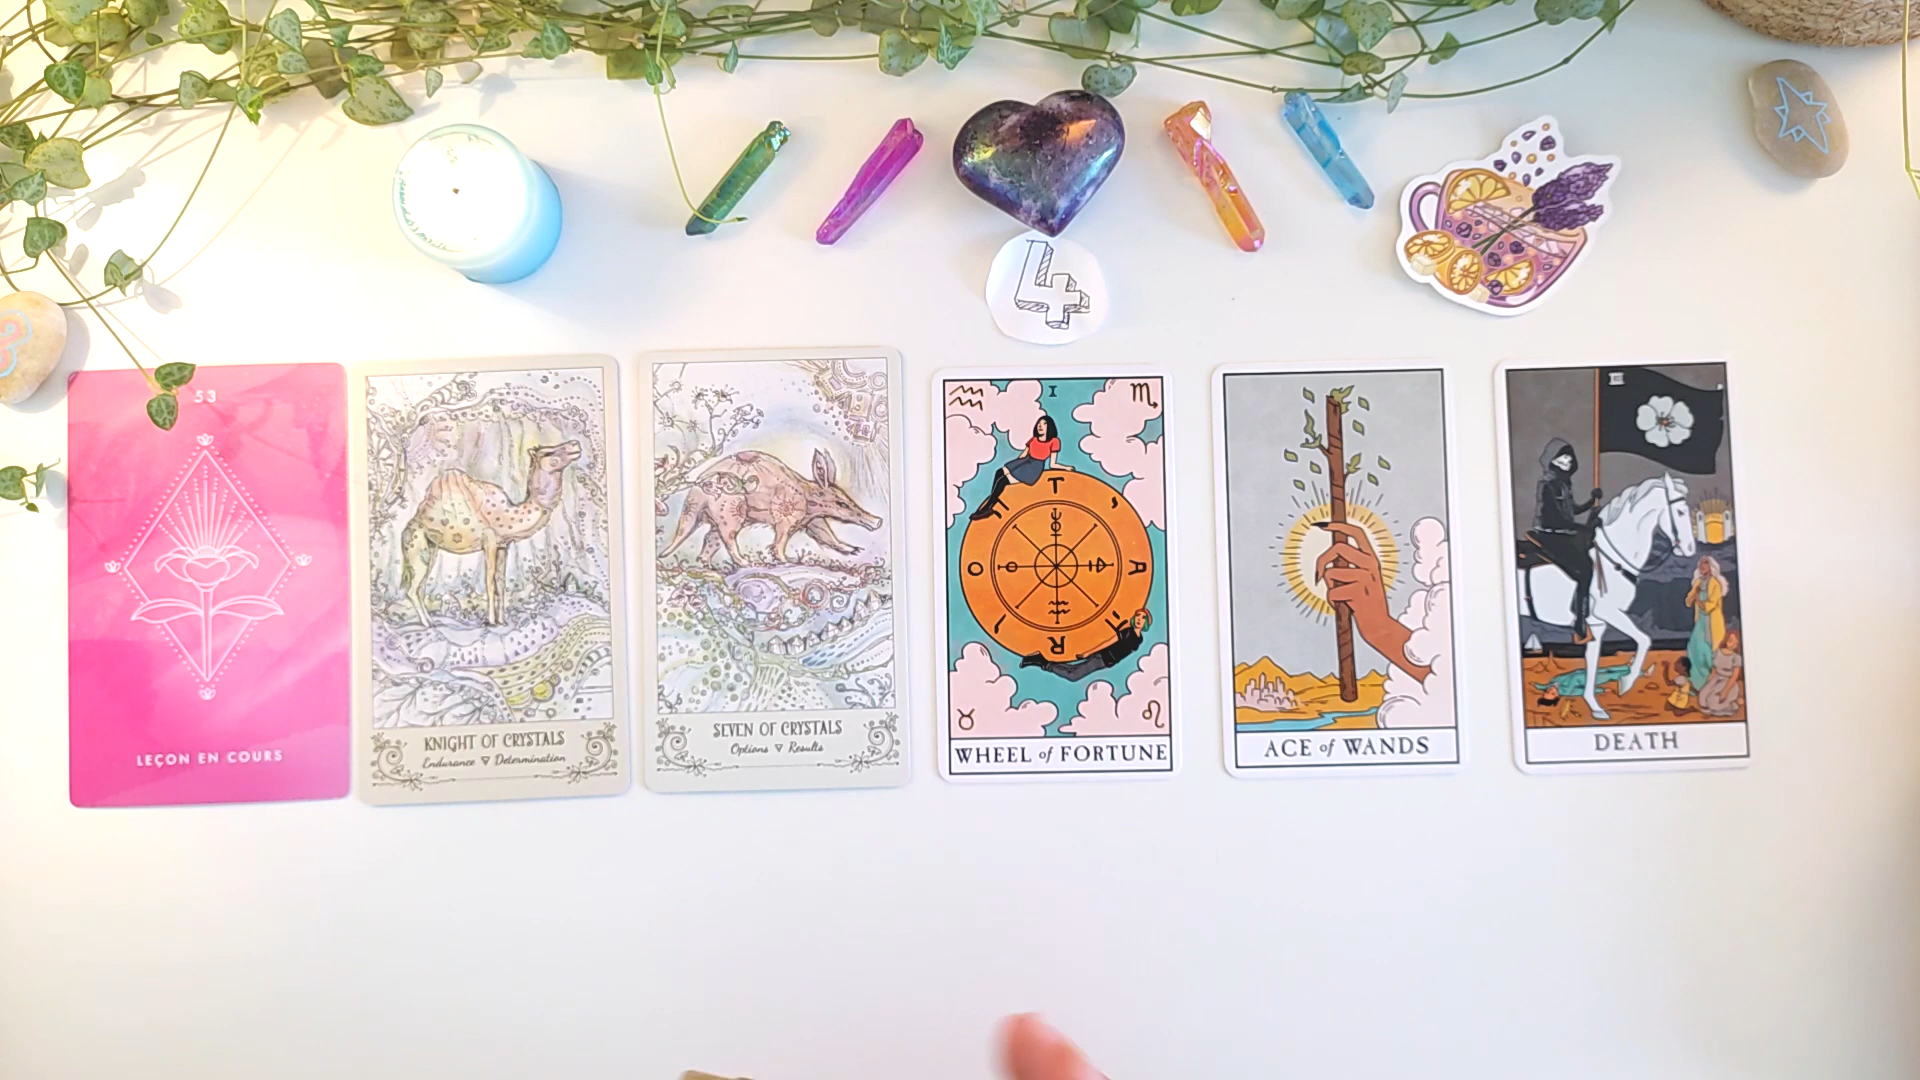 4
53
LEÇON EN COURS
KNIGHT OF CRYSTALS
Endurance ▽ Determination
SEVEN OF CRYSTALS
Options ▽ Results
I
T A R O
WHEEL of FORTUNE
ACE of WANDS
DEATH